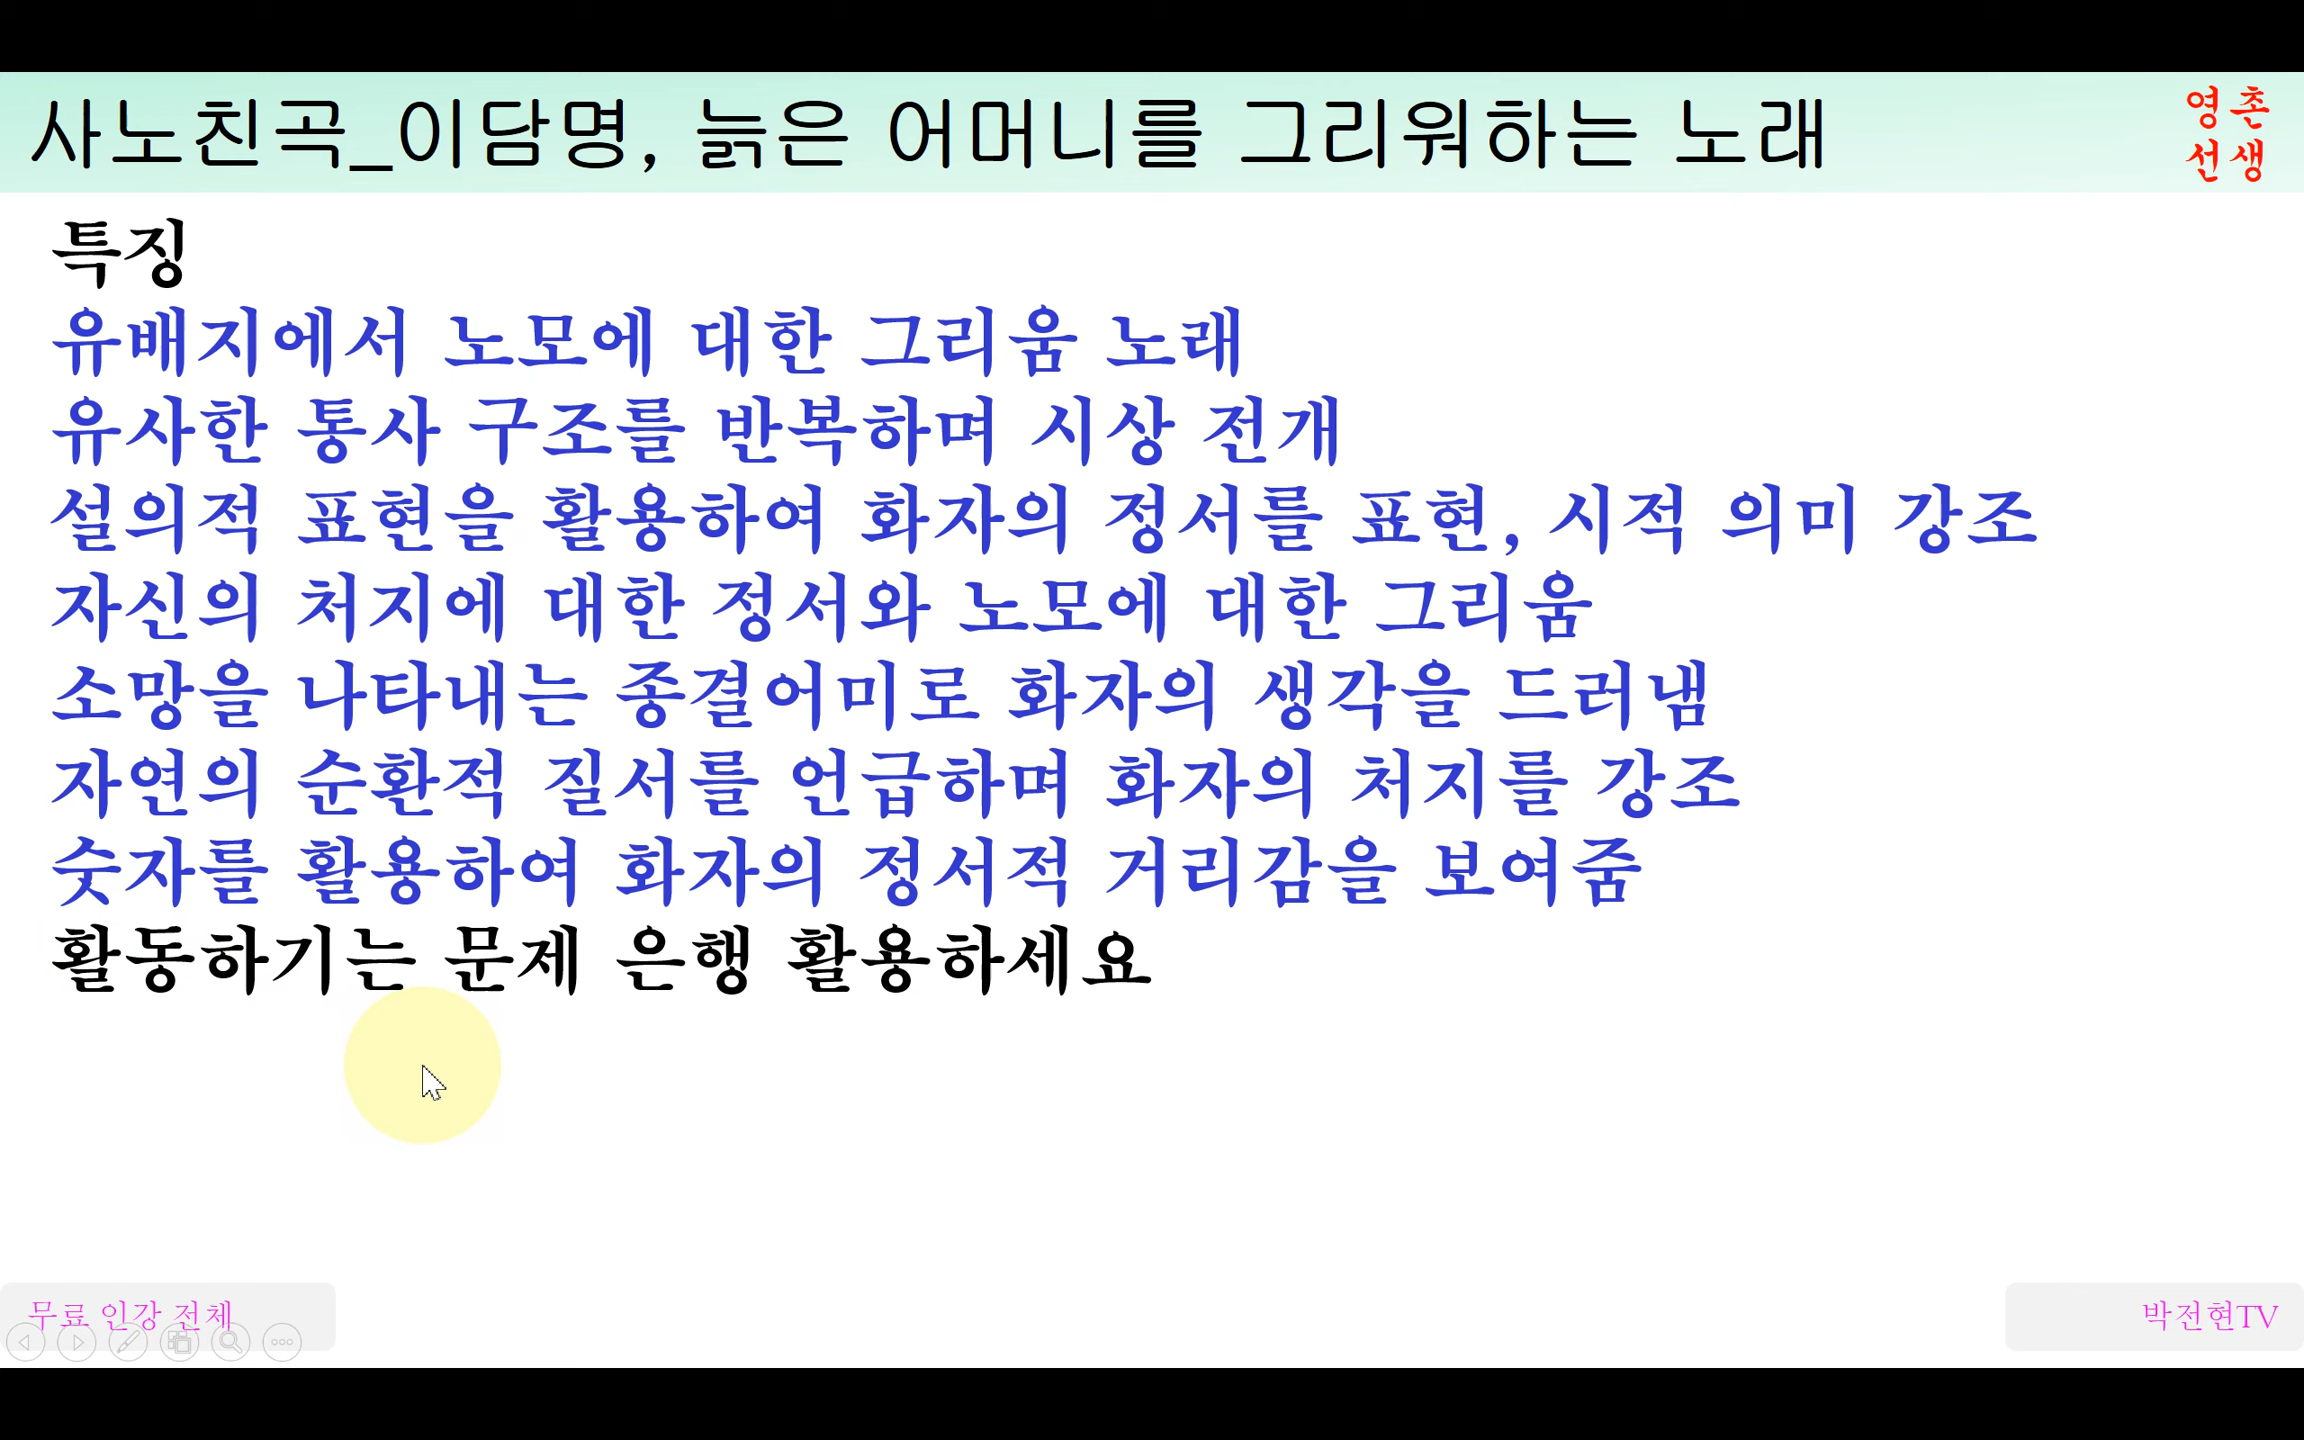 사노친곡_이담명, 늙은 어머니를 그리워하는 노래
영촌
선생
특징
유배지에서 노모에 대한 그리움 노래
유사한 통사 구조를 반복하며 시상 전개
설의적 표현을 활용하여 화자의 정서를 표현, 시적 의미 강조
자신의 처지에 대한 정서와 노모에 대한 그리움
소망을 나타내는 종결어미로 화자의 생각을 드러냄
자연의 순환적 질서를 언급하며 화자의 처지를 강조
숫자를 활용하여 화자의 정서적 거리감을 보여줌
활동하기는 문제 은행 활용하세요
무료 인강 전체
박전현TV